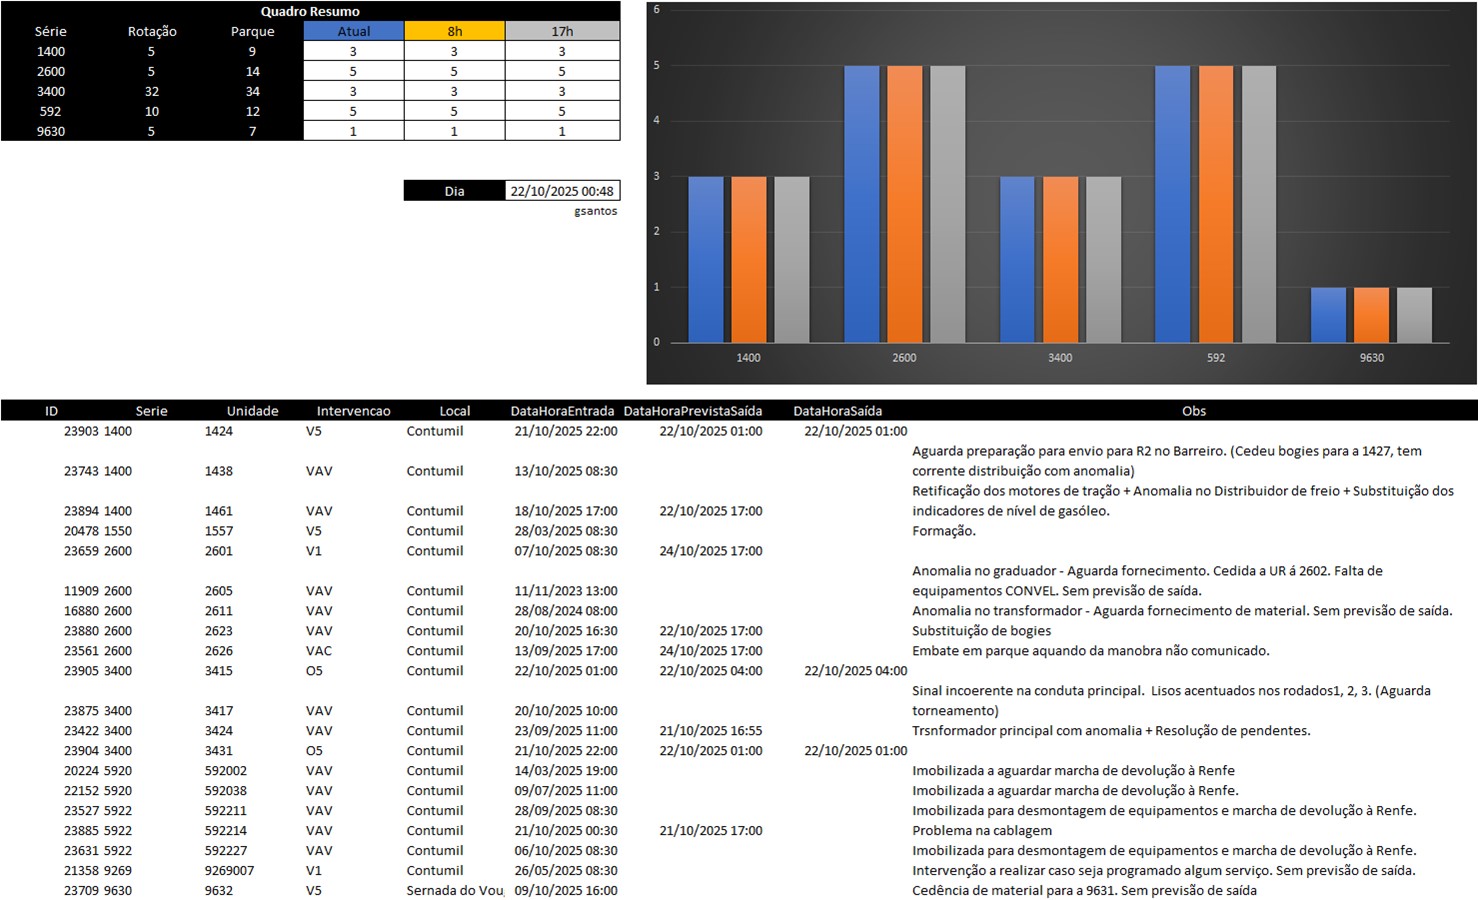 Quadro Resumo
Série Rotação Parque Atual 8h 17h
1400 5 9 3 3 3
2600 5 14 5 5 5
3400 32 34 3 3 3
592 10 12 5 5 5
9630 5 7 1 1 1
Dia 22/10/2025 00:48
gsantos
6
5
4
3
2
1
0
1400 2600 3400 592 9630
ID Serie Unidade Intervencao Local DataHoraEntrada DataHoraPrevistaSaída DataHoraSaída Obs
23903 1400 1424 V5 Contumil 21/10/2025 22:00 22/10/2025 01:00 22/10/2025 01:00
Aguarda preparação para envio para R2 no Barreiro. (Cedeu bogies para a 1427, tem
23743 1400 1438 VAV Contumil 13/10/2025 08:30 corrente distribuição com anomalia)
Retificação dos motores de tração + Anomalia no Distribuidor de freio + Substituição dos
23894 1400 1461 VAV Contumil 18/10/2025 17:00 22/10/2025 17:00 indicadores de nível de gasóleo.
20478 1550 1557 V5 Contumil 28/03/2025 08:30 Formação.
23659 2600 2601 V1 Contumil 07/10/2025 08:30 24/10/2025 17:00
Anomalia no graduador - Aguarda fornecimento. Cedida a UR á 2602. Falta de
11909 2600 2605 VAV Contumil 11/11/2023 13:00 equipamentos CONVEL. Sem previsão de saída.
16880 2600 2611 VAV Contumil 28/08/2024 08:00 Anomalia no transformador - Aguarda fornecimento de material. Sem previsão de saída.
23880 2600 2623 VAV Contumil 20/10/2025 16:30 22/10/2025 17:00 Substituição de bogies
23561 2600 2626 VAC Contumil 13/09/2025 17:00 24/10/2025 17:00 Embate em parque aquando da manobra não comunicado.
23905 3400 3415 O5 Contumil 22/10/2025 01:00 22/10/2025 04:00 22/10/2025 04:00
Sinal incoerente na conduta principal.  Lisos acentuados nos rodados1, 2, 3. (Aguarda
23875 3400 3417 VAV Contumil 20/10/2025 10:00 torneamento)
23422 3400 3424 VAV Contumil 23/09/2025 11:00 21/10/2025 16:55 Trsnformador principal com anomalia + Resolução de pendentes.
23904 3400 3431 O5 Contumil 21/10/2025 22:00 22/10/2025 01:00 22/10/2025 01:00
20224 5920 592002 VAV Contumil 14/03/2025 19:00 Imobilizada a aguardar marcha de devolução à Renfe
22152 5920 592038 VAV Contumil 09/07/2025 11:00 Imobilizada a aguardar marcha de devolução à Renfe.
23527 5922 592211 VAV Contumil 28/09/2025 08:30 Imobilizada para desmontagem de equipamentos e marcha de devolução à Renfe.
23885 5922 592214 VAV Contumil 21/10/2025 00:30 21/10/2025 17:00 Problema na cablagem
23631 5922 592227 VAV Contumil 06/10/2025 08:30 Imobilizada para desmontagem de equipamentos e marcha de devolução à Renfe.
21358 9269 9269007 V1 Contumil 26/05/2025 08:30 Intervenção a realizar caso seja programado algum serviço. Sem previsão de saída.
23709 9630 9632 V5 Sernada do Vou 09/10/2025 16:00 Cedência de material para a 9631. Sem previsão de saída